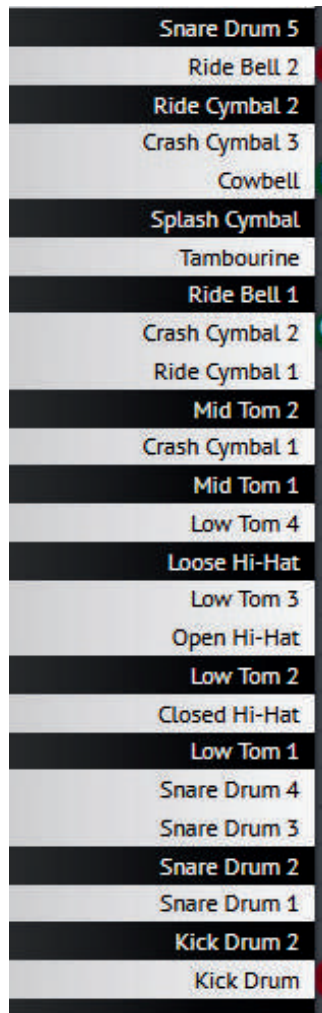 Snare Drum 5
Ride Bell 2
Ride Cymbal 2
Crash Cymbal 3
Cowbell
Splash Cymbal
Tambourine
Ride Bell 1
Crash Cymbal 2
Ride Cymbal 1
Mid Tom 2
Crash Cymbal 1
Mid Tom 1
Low Tom 4
Loose Hi-Hat
Low Tom 3
Open Hi-Hat
Low Tom 2
Closed Hi-Hat
Low Tom 1
Snare Drum 4
Snare Drum 3
Snare Drum 2
Snare Drum 1
Kick Drum 2
Kick Drum